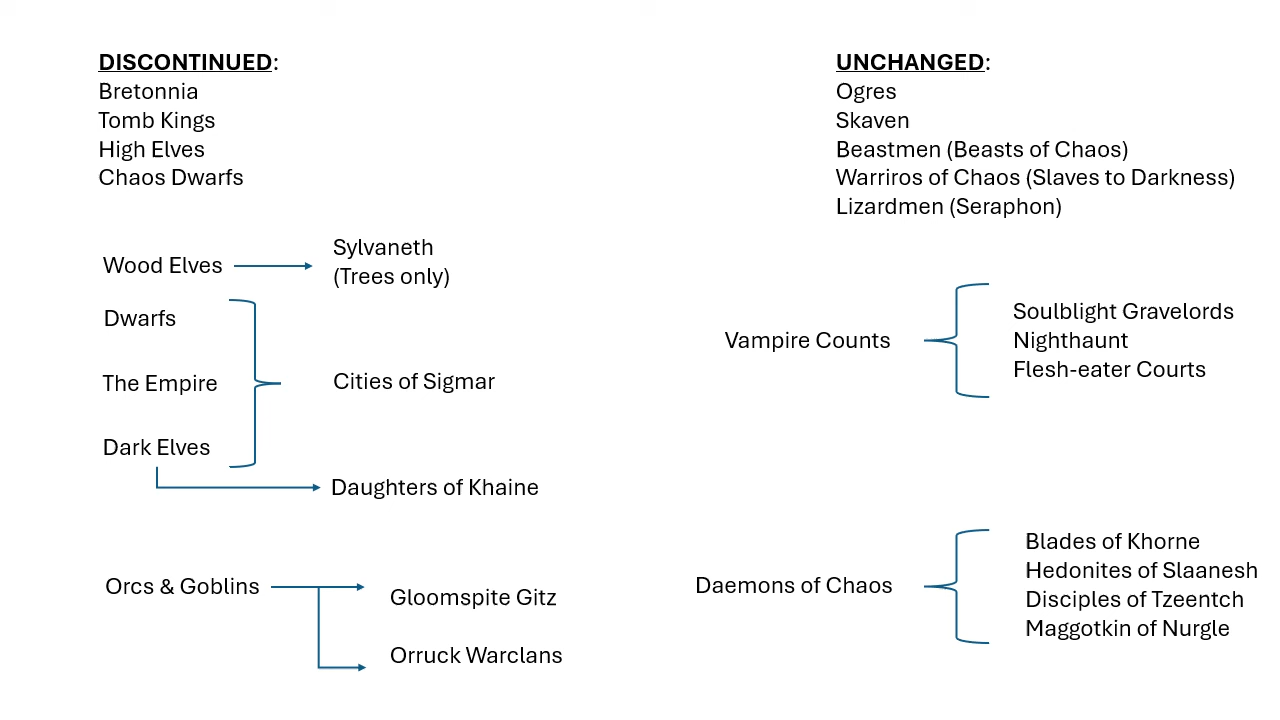 DISCONTINUED:
Bretonnia
Tomb Kings
High Elves
Chaos Dwarfs
Wood Elves
Sylvaneth
(Trees only)
Dwarfs
The Empire
Dark Elves
Cities of Sigmar
Daughters of Khaine
Orcs & Goblins
Gloomspite Gitz
Orruck Warclans
UNCHANGED:
Ogres
Skaven
Beastmen (Beasts of Chaos)
Warriros of Chaos (Slaves to Darkness)
Lizardmen (Seraphon)
Vampire Counts
Soulblight Gravelords
Nighthaunt
Flesh-eater Courts
Daemons of Chaos
Blades of Khorne
Hedonites of Slaanesh
Disciples of Tzeentch
Maggotkin of Nurgle